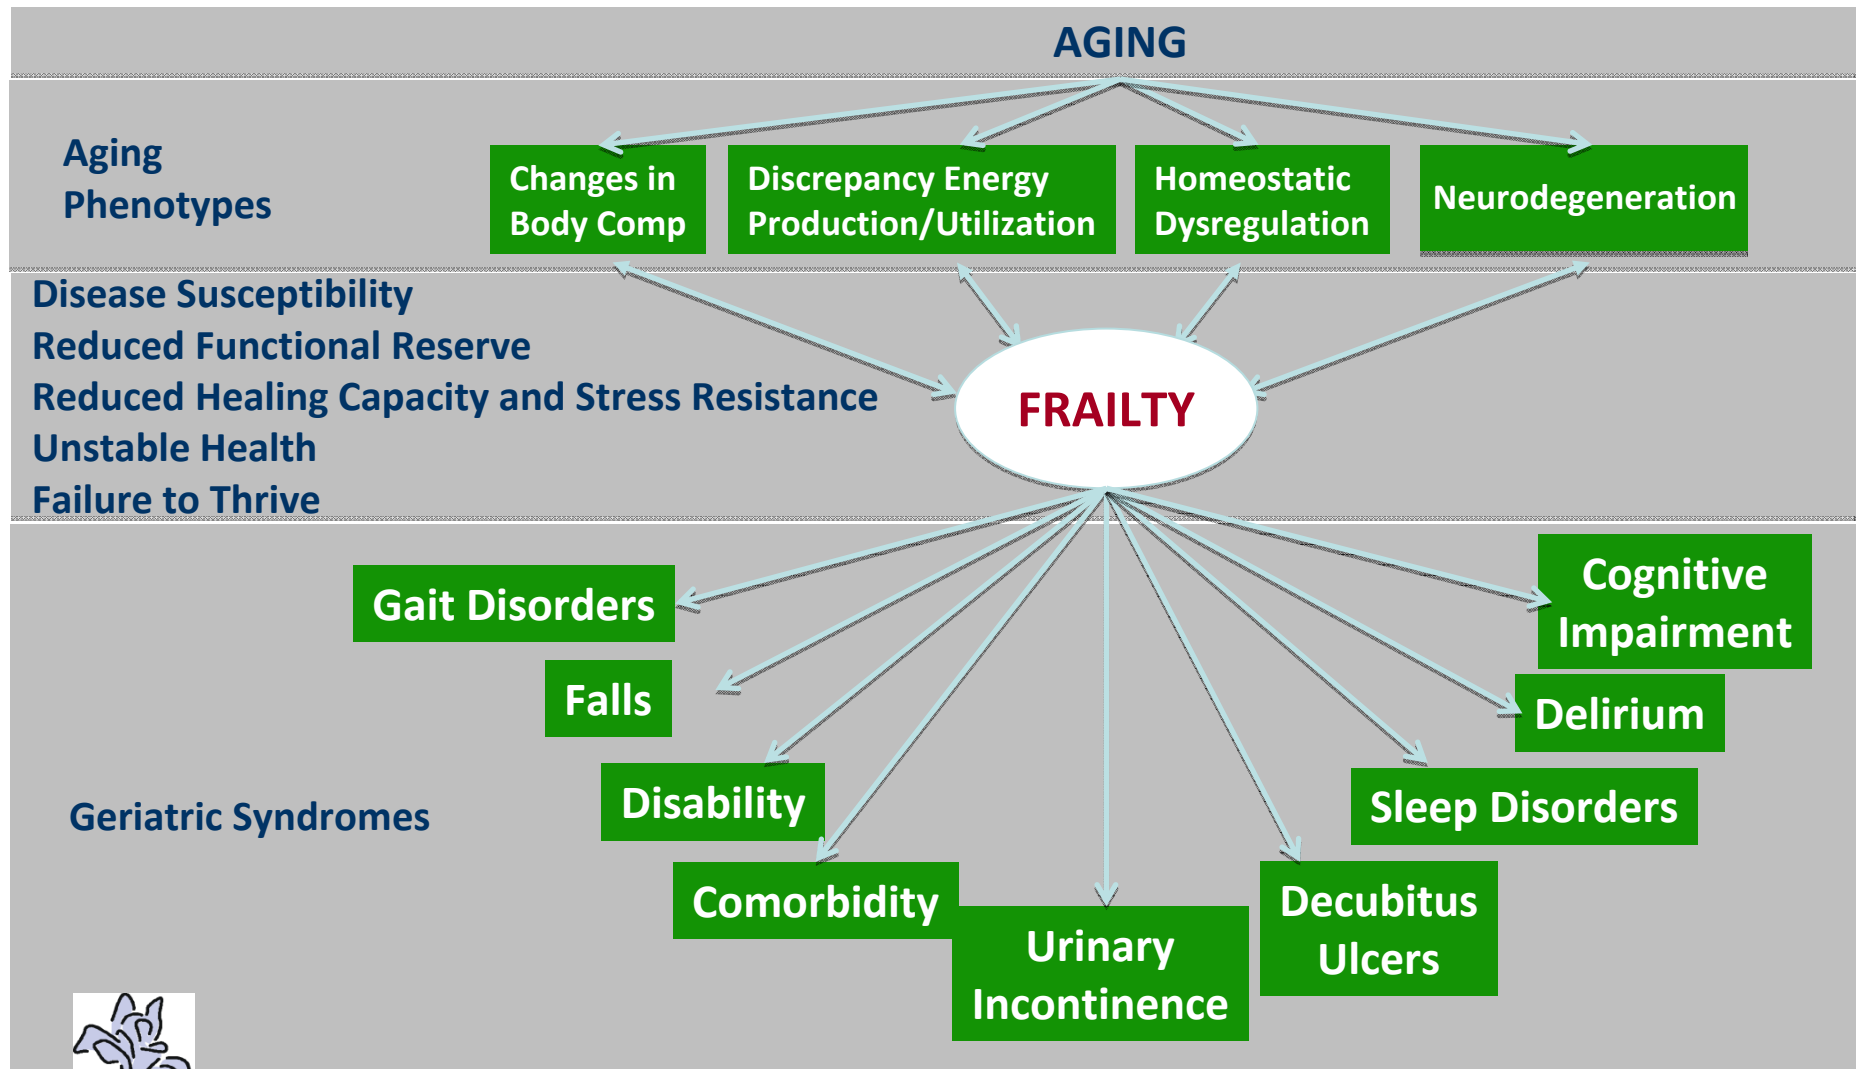 AGING
Aging
Phenotypes
Changes in
Body Comp
Discrepancy Energy
Production/Utilization
Homeostatic
Dysregulation
Neurodegeneration
Disease Susceptibility
Reduced Functional Reserve
Reduced Healing Capacity and Stress Resistance
Unstable Health
Failure to Thrive
FRAILTY
Geriatric Syndromes
Gait Disorders
Falls
Disability
Comorbidity
Urinary
Incontinence
Decubitus
Ulcers
Sleep Disorders
Delirium
Cognitive
Impairment